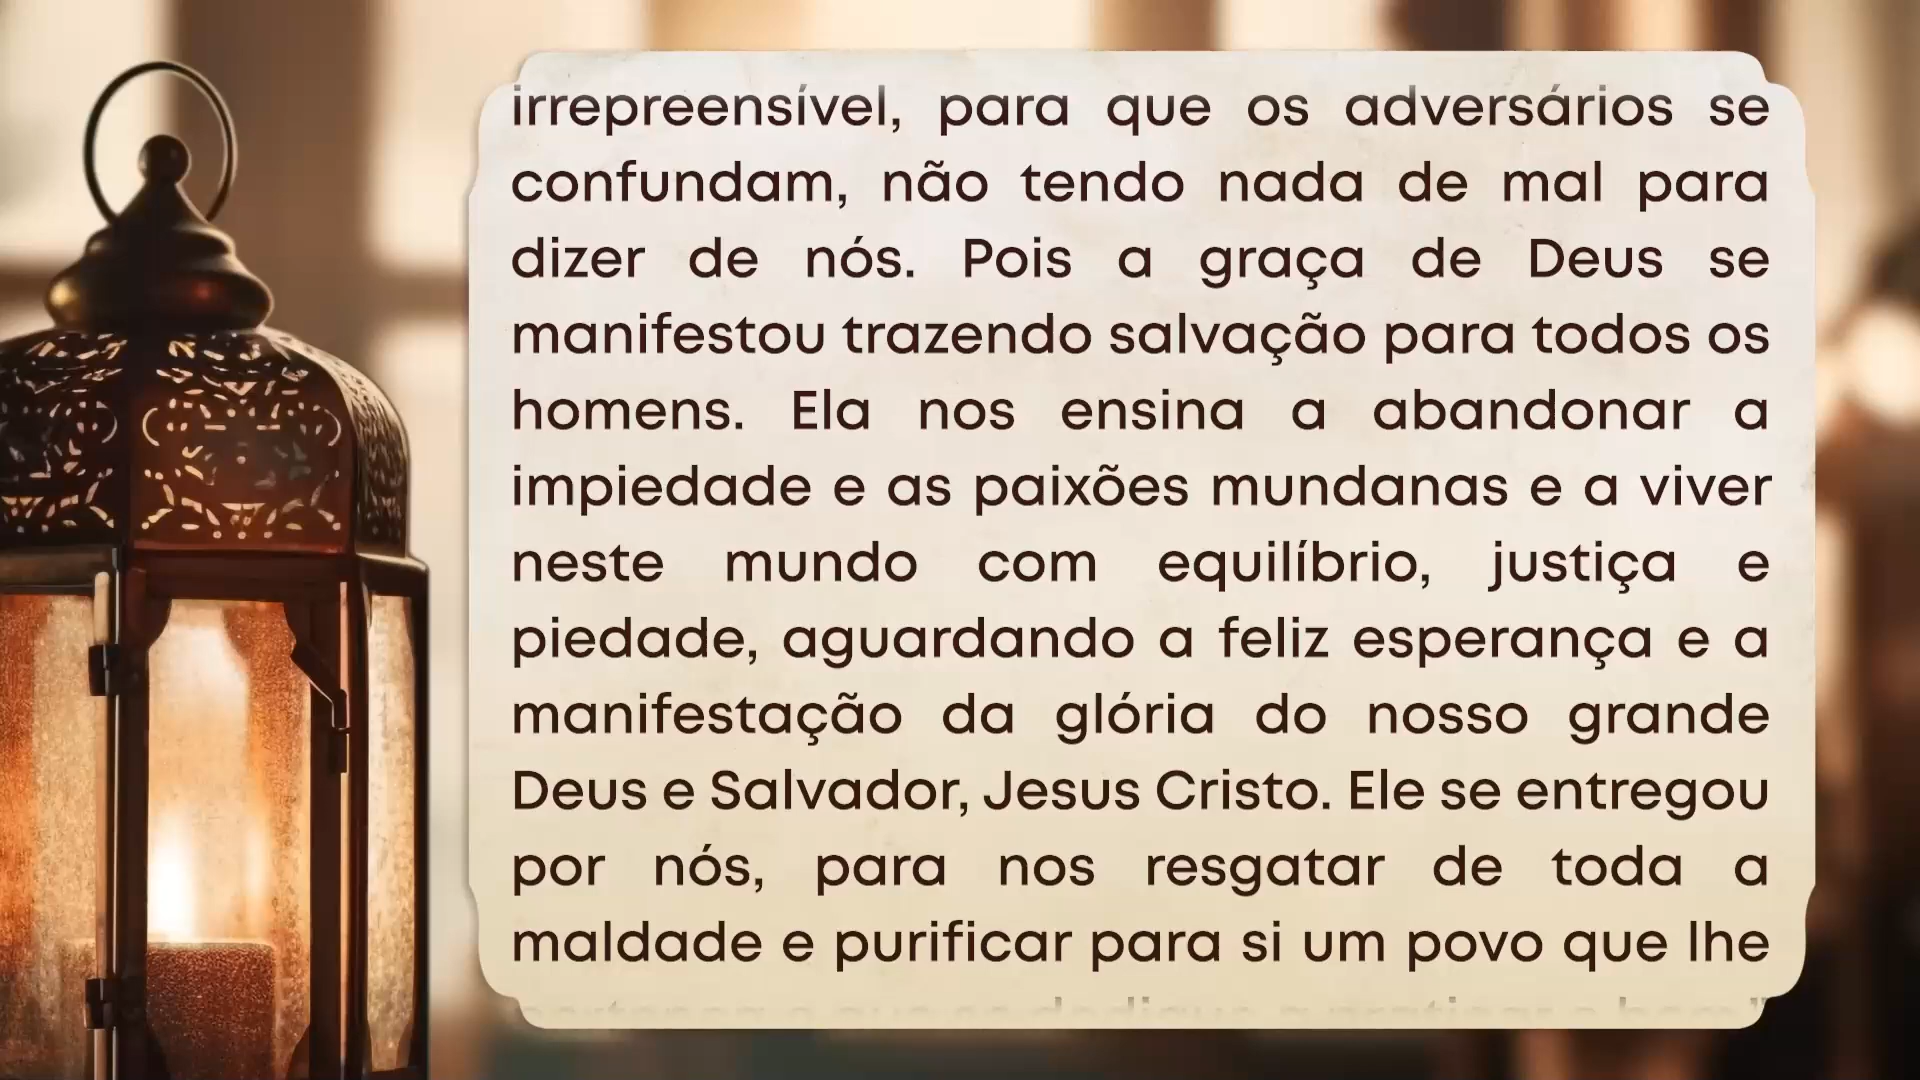 irrepreensível, para que os adversários se
confundam, não tendo nada de mal para
dizer de nós. Pois a graça de Deus se
manifestou trazendo salvação para todos os
homens. Ela nos ensina a abandonar a
impiedade e as paixões mundanas e a viver
neste mundo com equilíbrio, justiça e
piedade, aguardando a feliz esperança e a
manifestação da glória do nosso grande
Deus e Salvador, Jesus Cristo. Ele se entregou
por nós, para nos resgatar de toda a
maldade e purificar para si um povo que lhe